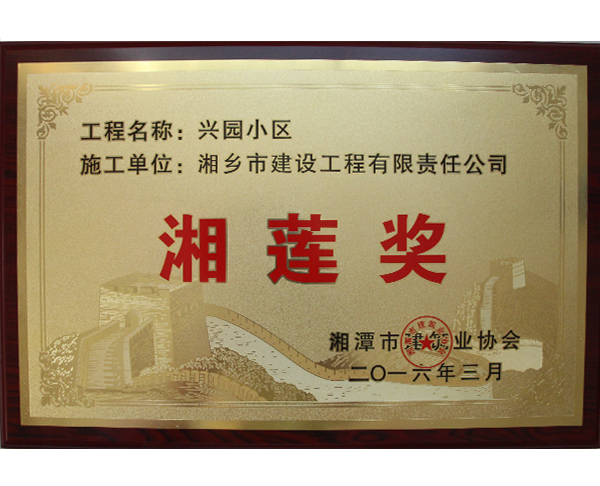 工程名称：兴园小区
施工单位：湘乡市建设工程有限责任公司
湘莲奖
湘潭市建筑业协会
二〇一六年三月